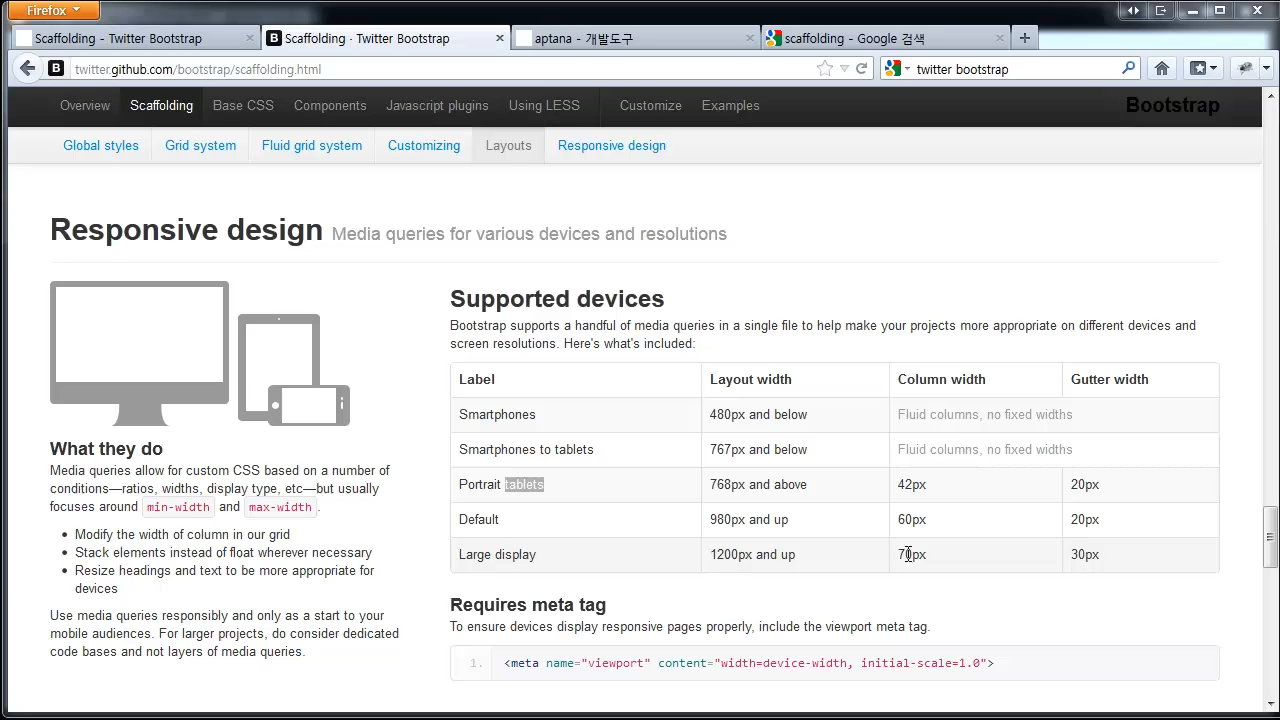 Firefox
Scaffolding - Twitter Bootstrap
Scaffolding · Twitter Bootstrap
aptana - 개발도구
scaffolding - Google 검색
twitter.github.com/bootstrap/scaffolding.html
twitter bootstrap
Overview Scaffolding Base CSS Components Javascript plugins Using LESS Customize Examples Bootstrap
Global styles Grid system Fluid grid system Customizing Layouts Responsive design
Responsive design Media queries for various devices and resolutions
What they do
Media queries allow for custom CSS based on a number of
conditions—ratios, widths, display type, etc—but usually
focuses around min-width and max-width.
Modify the width of column in our grid
Stack elements instead of float wherever necessary
Resize headings and text to be more appropriate for
devices
Use media queries responsibly and only as a start to your
mobile audiences. For larger projects, do consider dedicated
code bases and not layers of media queries.
Supported devices
Bootstrap supports a handful of media queries in a single file to help make your projects more appropriate on different devices and
screen resolutions. Here's what's included:
Label Layout width Column width Gutter width
Smartphones 480px and below Fluid columns, no fixed widths
Smartphones to tablets 767px and below Fluid columns, no fixed widths
Portrait tablets 768px and above 42px 20px
Default 980px and up 60px 20px
Large display 1200px and up 70px 30px
Requires meta tag
To ensure devices display responsive pages properly, include the viewport meta tag.
1. <meta name="viewport" content="width=device-width, initial-scale=1.0">